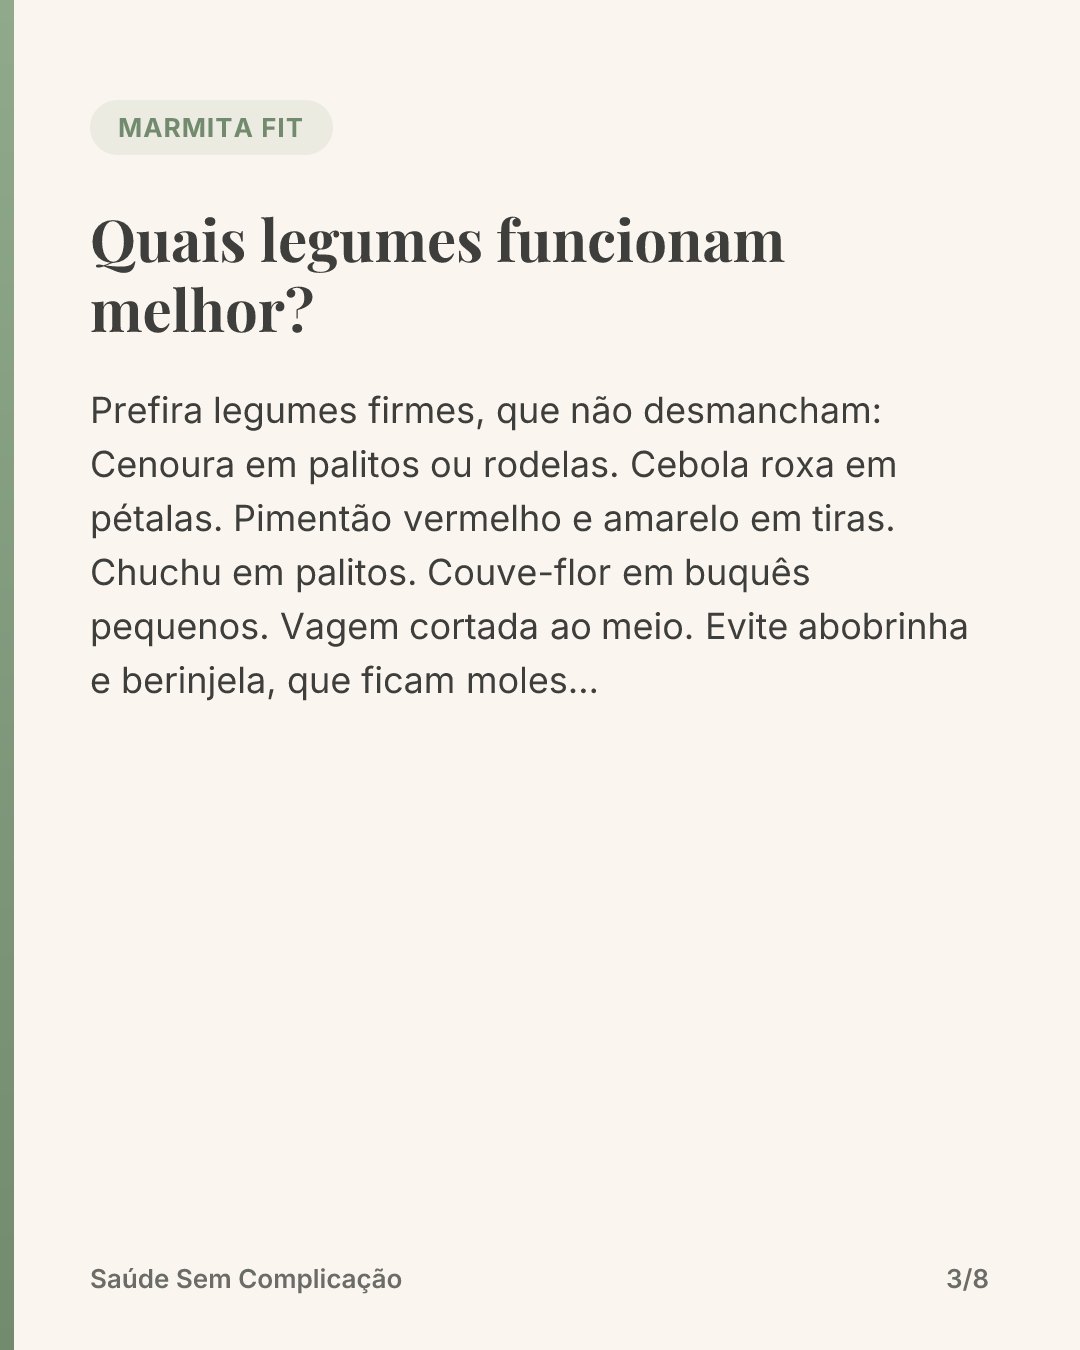 MARMITA FIT
Quais legumes funcionam
melhor?
Prefira legumes firmes, que não desmancham:
Cenoura em palitos ou rodelas. Cebola roxa em
pétalas. Pimentão vermelho e amarelo em tiras.
Chuchu em palitos. Couve-flor em buquês
pequenos. Vagem cortada ao meio. Evite abobrinha
e berinjela, que ficam moles...
Saúde Sem Complicação
3/8